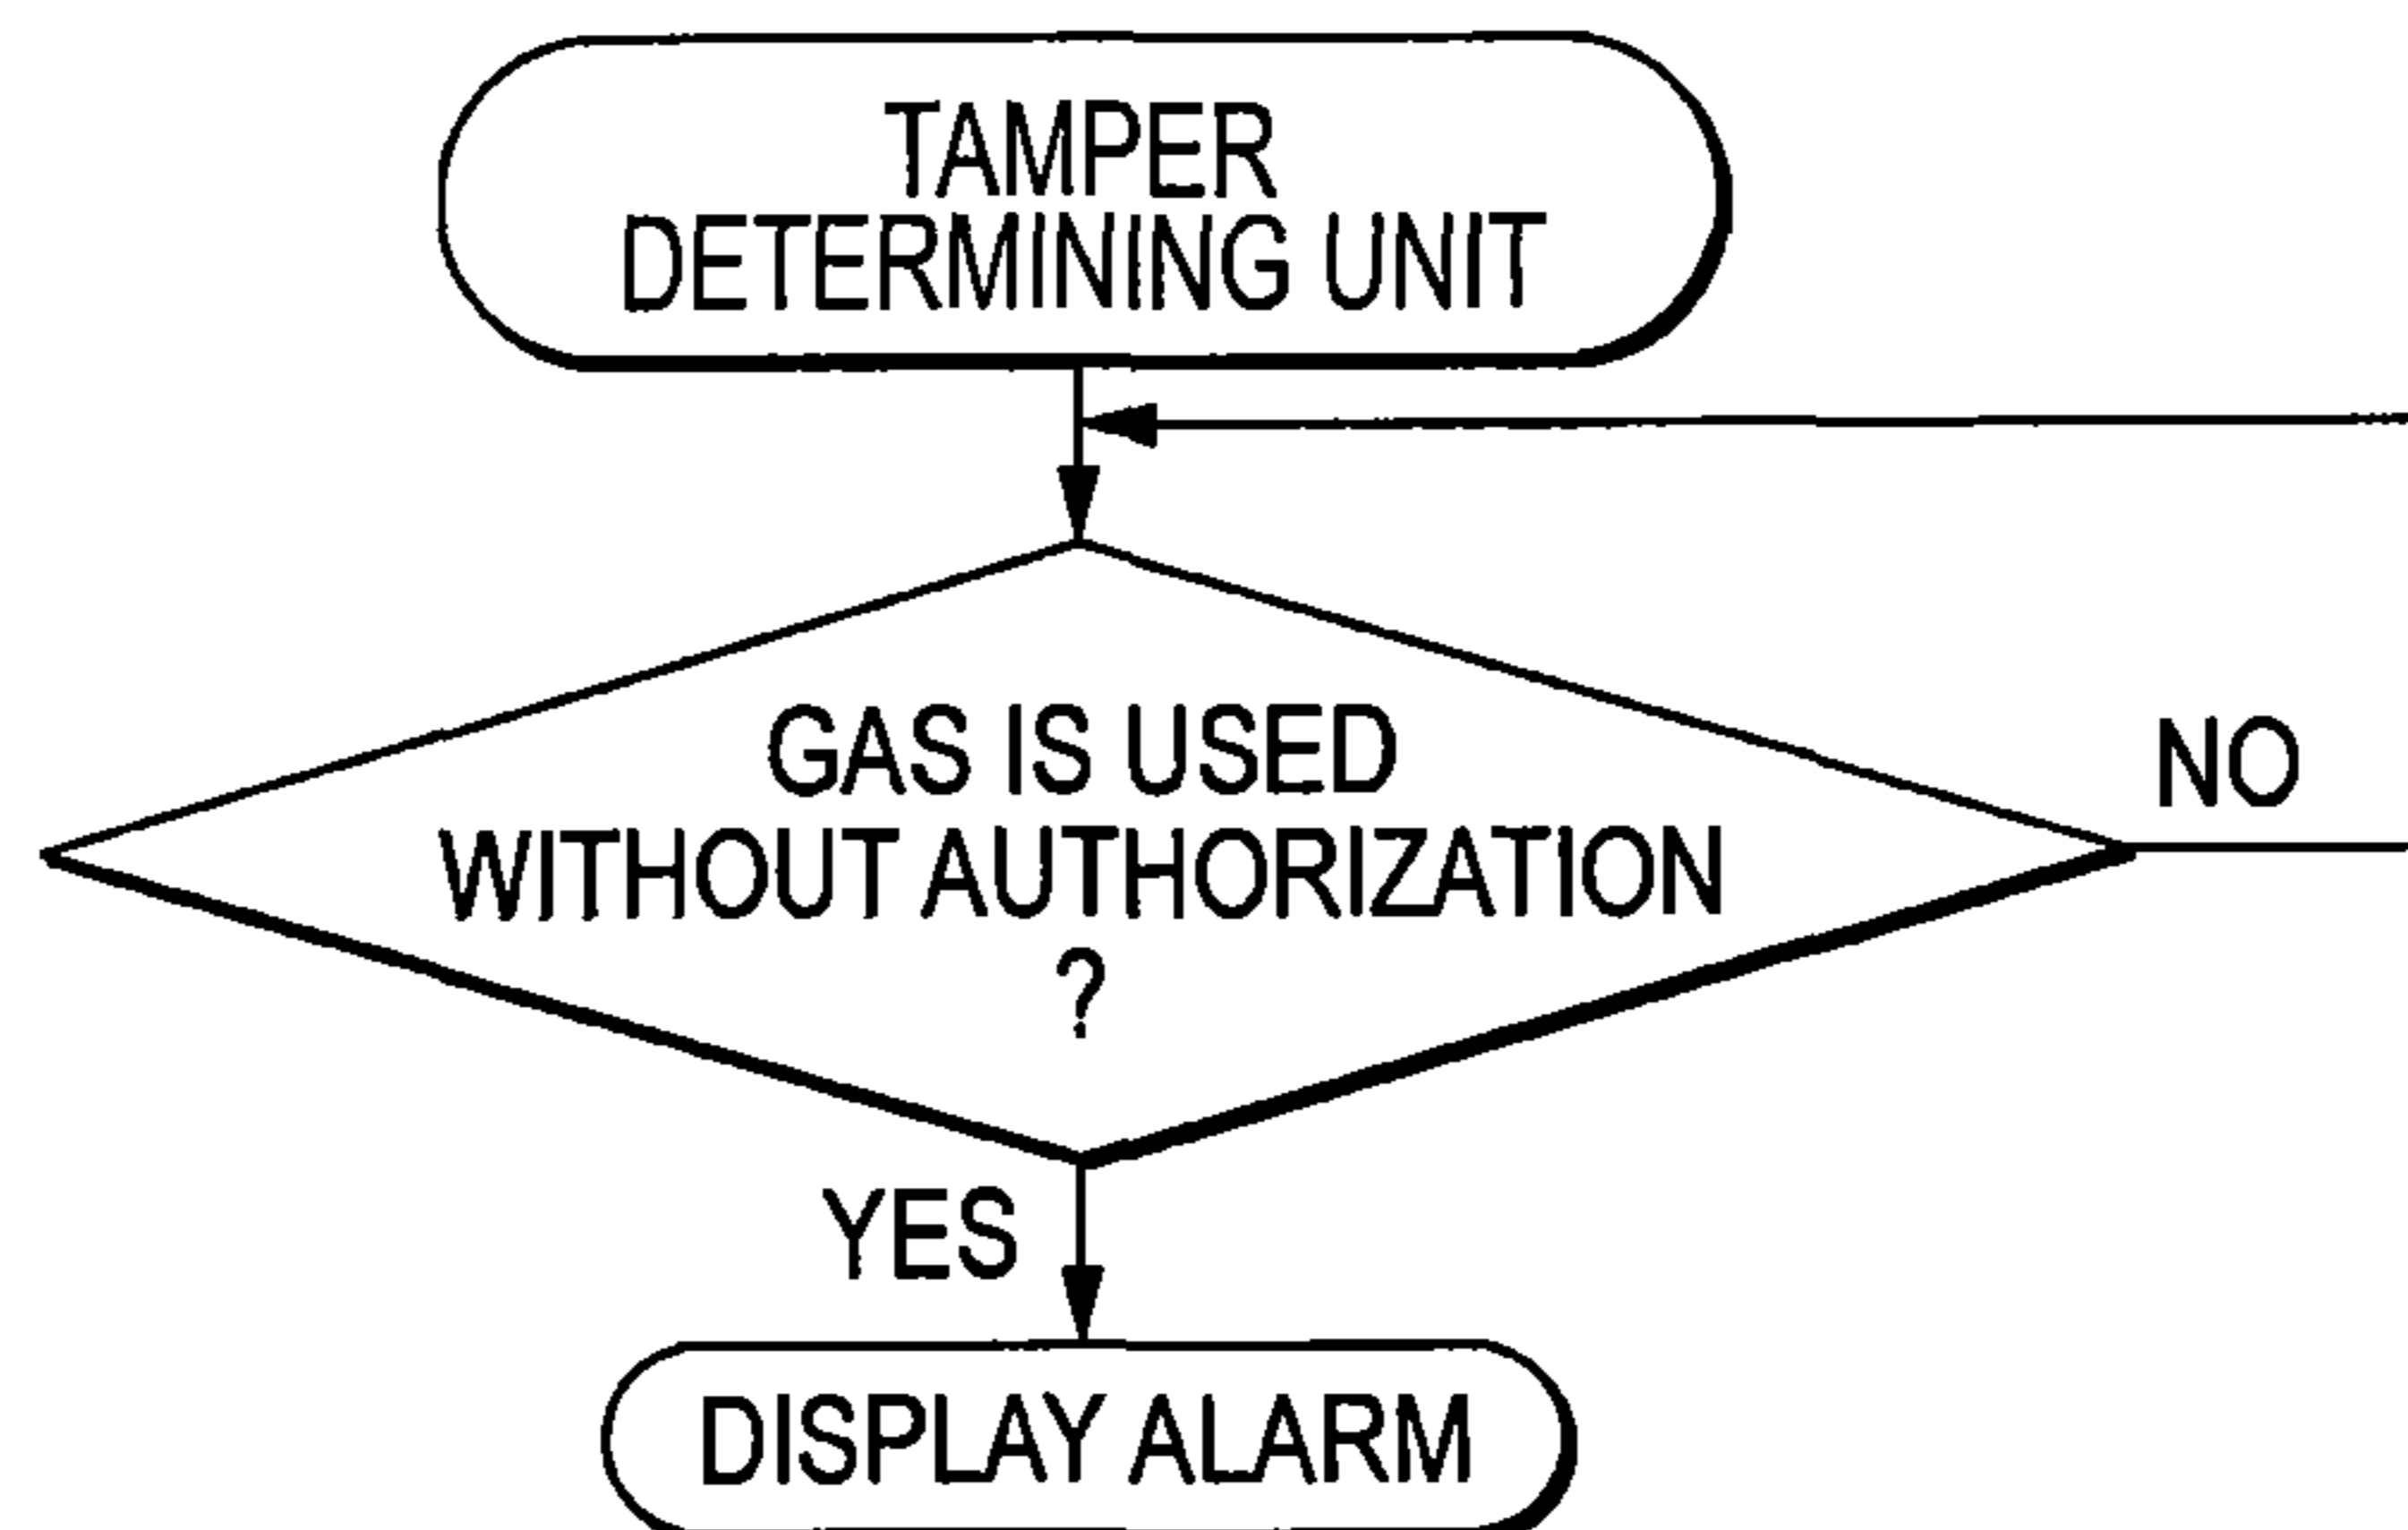 TAMPER
DETERMINING UNIT
GAS IS USED
WITHOUT AUTHORIZATION
?
NO
YES
DISPLAY ALARM